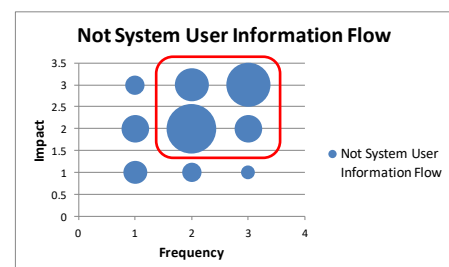 Not System User Information Flow
3.5
3
2.5
2
1.5
1
0.5
0
Impact
0 1 2 3 4
Frequency
Not System User
Information Flow